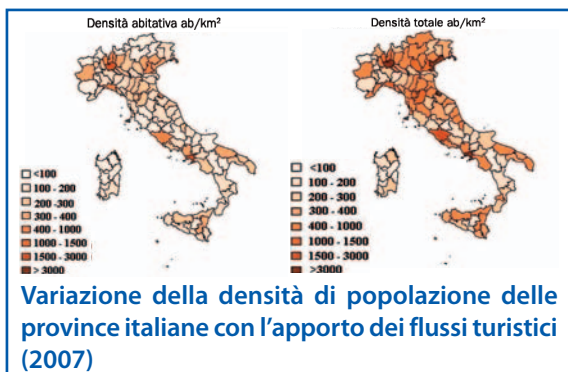 Densità abitativa ab/km²
Densità totale ab/km²
<100
100 - 200
200 -300
300 - 400
400 - 1000
1000 - 1500
1500 - 3000
> 3000
<100
100 - 200
200 - 300
300 - 400
400 - 1000
1000 - 1500
1500 - 3000
>3000
Variazione della densità di popolazione delle
province italiane con l'apporto dei flussi turistici
(2007)